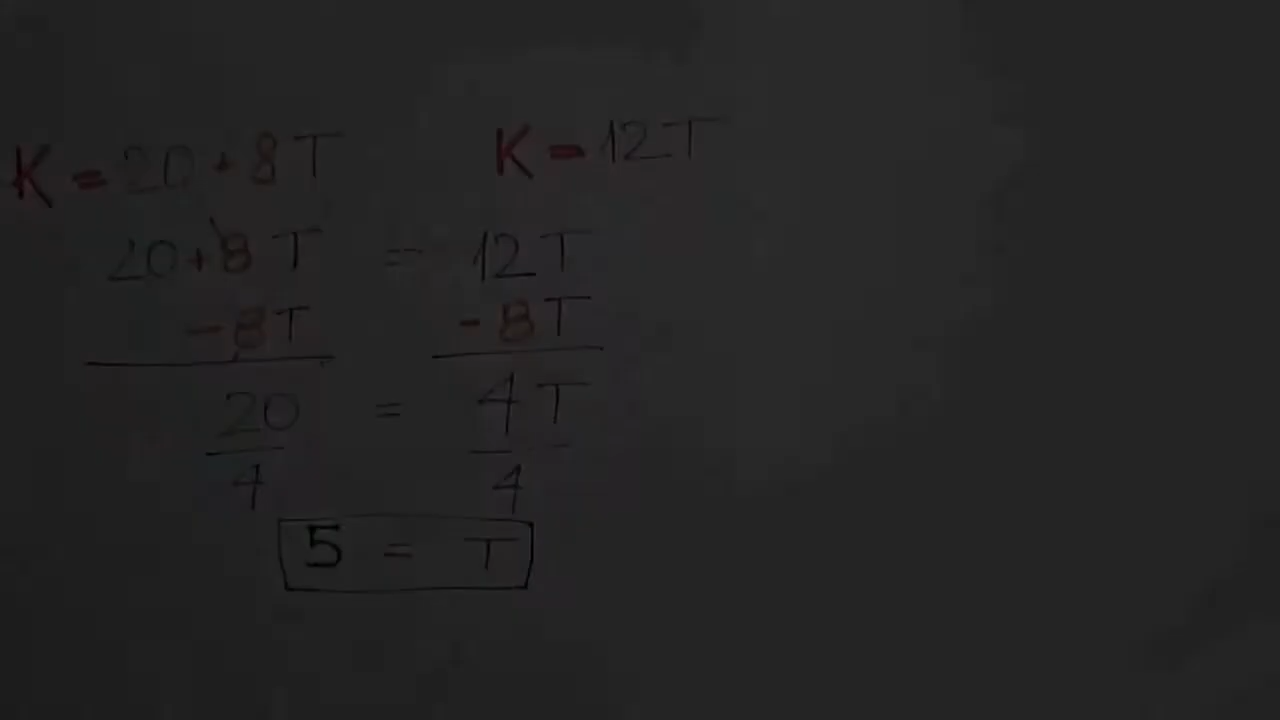 K = 20 + 8T K = 12T
20 + 8T = 12T
- 8T - 8T
20 = 4T
4 4
5 = T